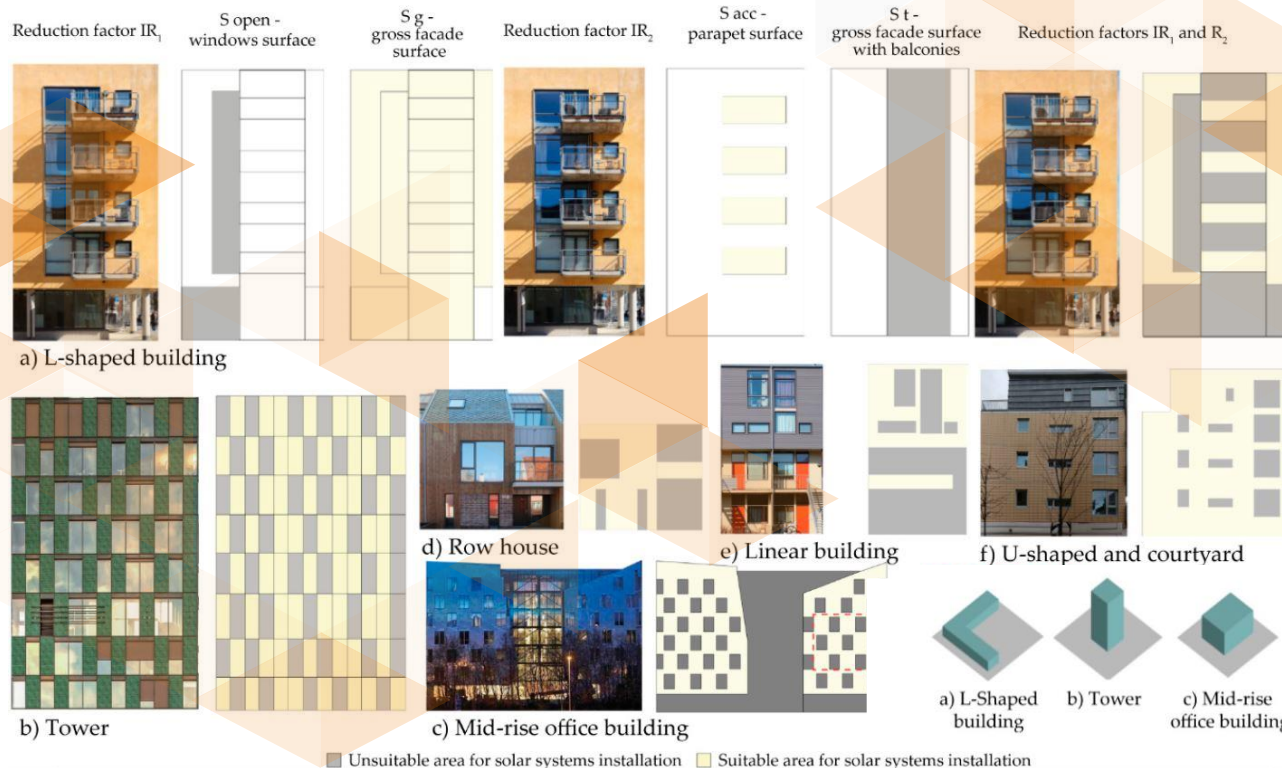 Reduction factor IR₁
S open -
windows surface
S g -
gross facade
surface
Reduction factor IR₂
S acc -
parapet surface
S t -
gross facade surface
with balconies
Reduction factors IR₁ and R₂
a) L-shaped building
b) Tower
d) Row house
c) Mid-rise office building
e) Linear building
f) U-shaped and courtyard
a) L-Shaped
building
b) Tower
c) Mid-rise
office building
Unsuitable area for solar systems installation
Suitable area for solar systems installation